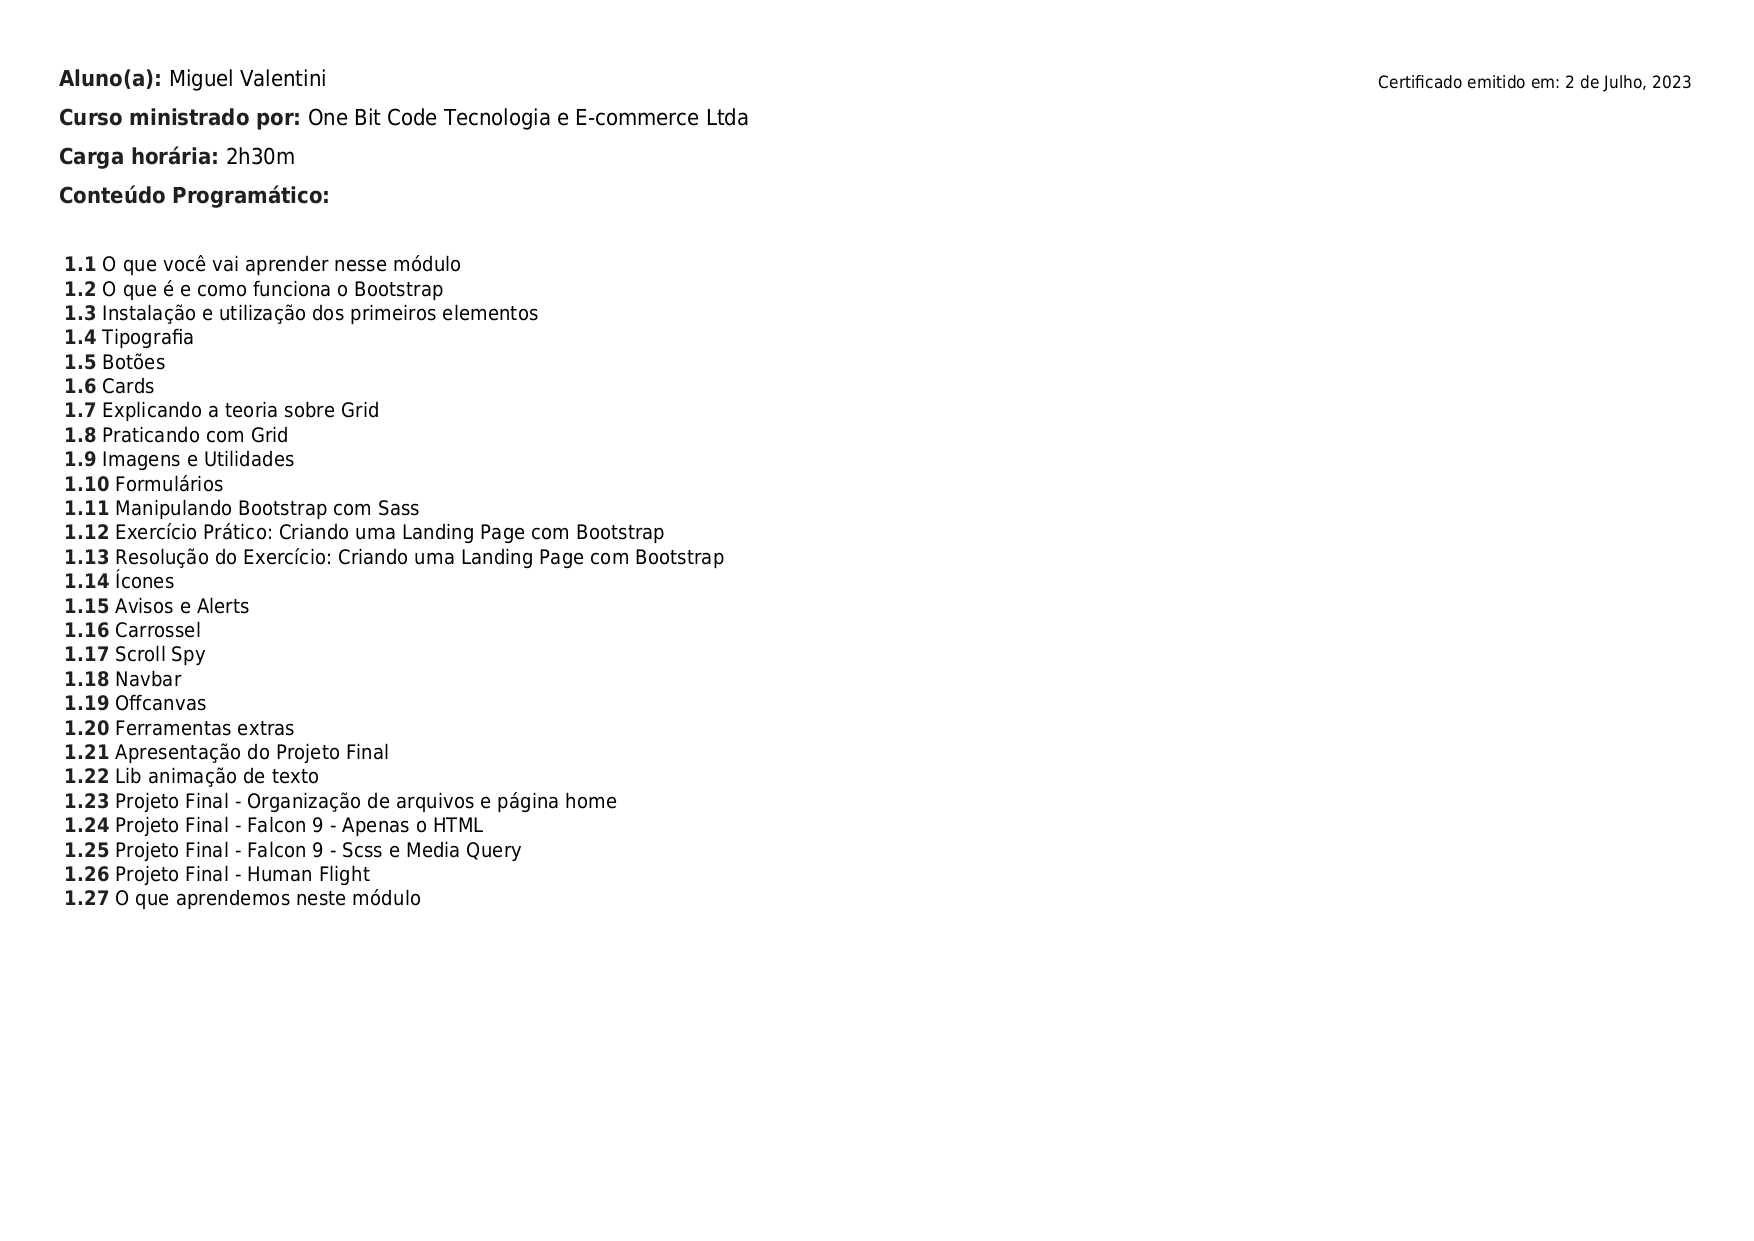 Aluno(a): Miguel Valentini
Certificado emitido em: 2 de Julho, 2023
Curso ministrado por: One Bit Code Tecnologia e E-commerce Ltda
Carga horária: 2h30m
Conteúdo Programático:
1.1 O que você vai aprender nesse módulo
1.2 O que é e como funciona o Bootstrap
1.3 Instalação e utilização dos primeiros elementos
1.4 Tipografia
1.5 Botões
1.6 Cards
1.7 Explicando a teoria sobre Grid
1.8 Praticando com Grid
1.9 Imagens e Utilidades
1.10 Formulários
1.11 Manipulando Bootstrap com Sass
1.12 Exercício Prático: Criando uma Landing Page com Bootstrap
1.13 Resolução do Exercício: Criando uma Landing Page com Bootstrap
1.14 Ícones
1.15 Avisos e Alerts
1.16 Carrossel
1.17 Scroll Spy
1.18 Navbar
1.19 Offcanvas
1.20 Ferramentas extras
1.21 Apresentação do Projeto Final
1.22 Lib animação de texto
1.23 Projeto Final - Organização de arquivos e página home
1.24 Projeto Final - Falcon 9 - Apenas o HTML
1.25 Projeto Final - Falcon 9 - Scss e Media Query
1.26 Projeto Final - Human Flight
1.27 O que aprendemos neste módulo